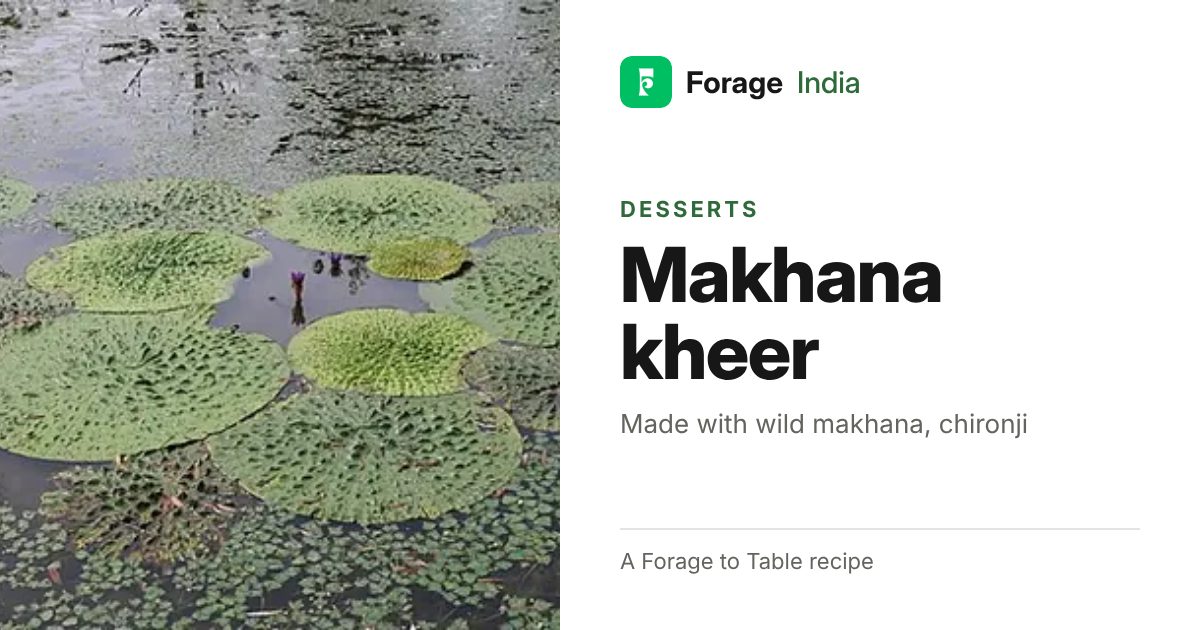 Forage India
DESSERTS
Makhana
kheer
Made with wild makhana, chironji
A Forage to Table recipe